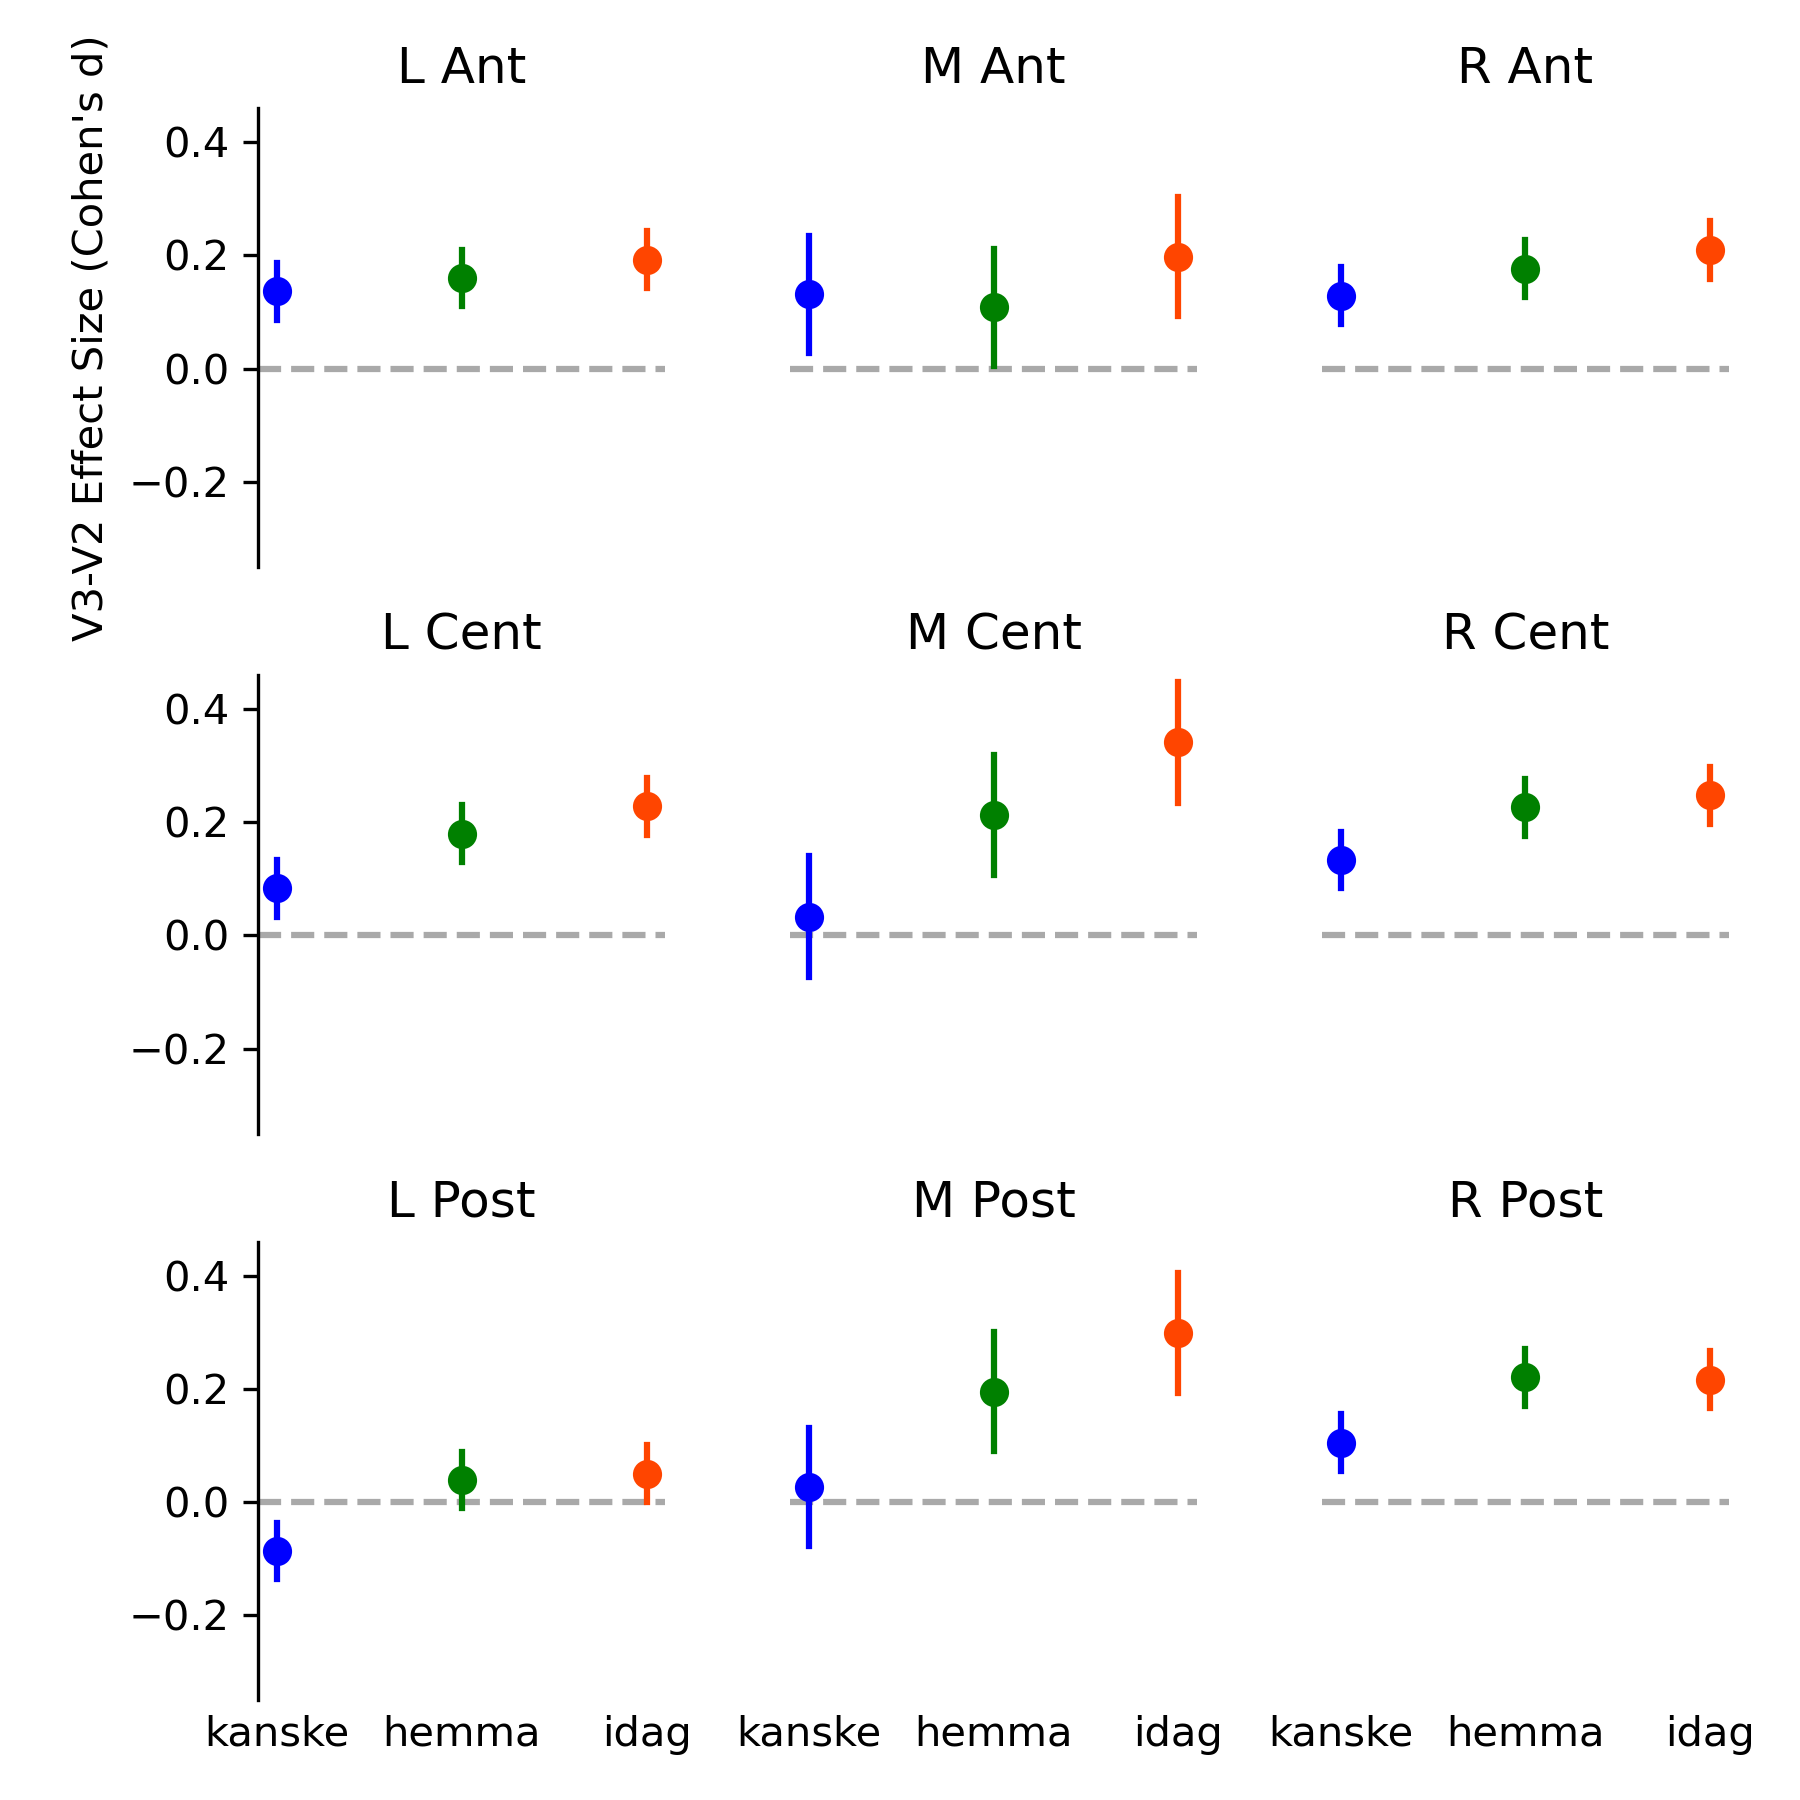 V3-V2 Effect Size (Cohen's d)
L Ant
M Ant
R Ant
0.4
0.2
0.0
−0.2
L Cent
M Cent
R Cent
0.4
0.2
0.0
−0.2
L Post
M Post
R Post
0.4
0.2
0.0
−0.2
kanske hemma idag kanske hemma idag kanske hemma idag